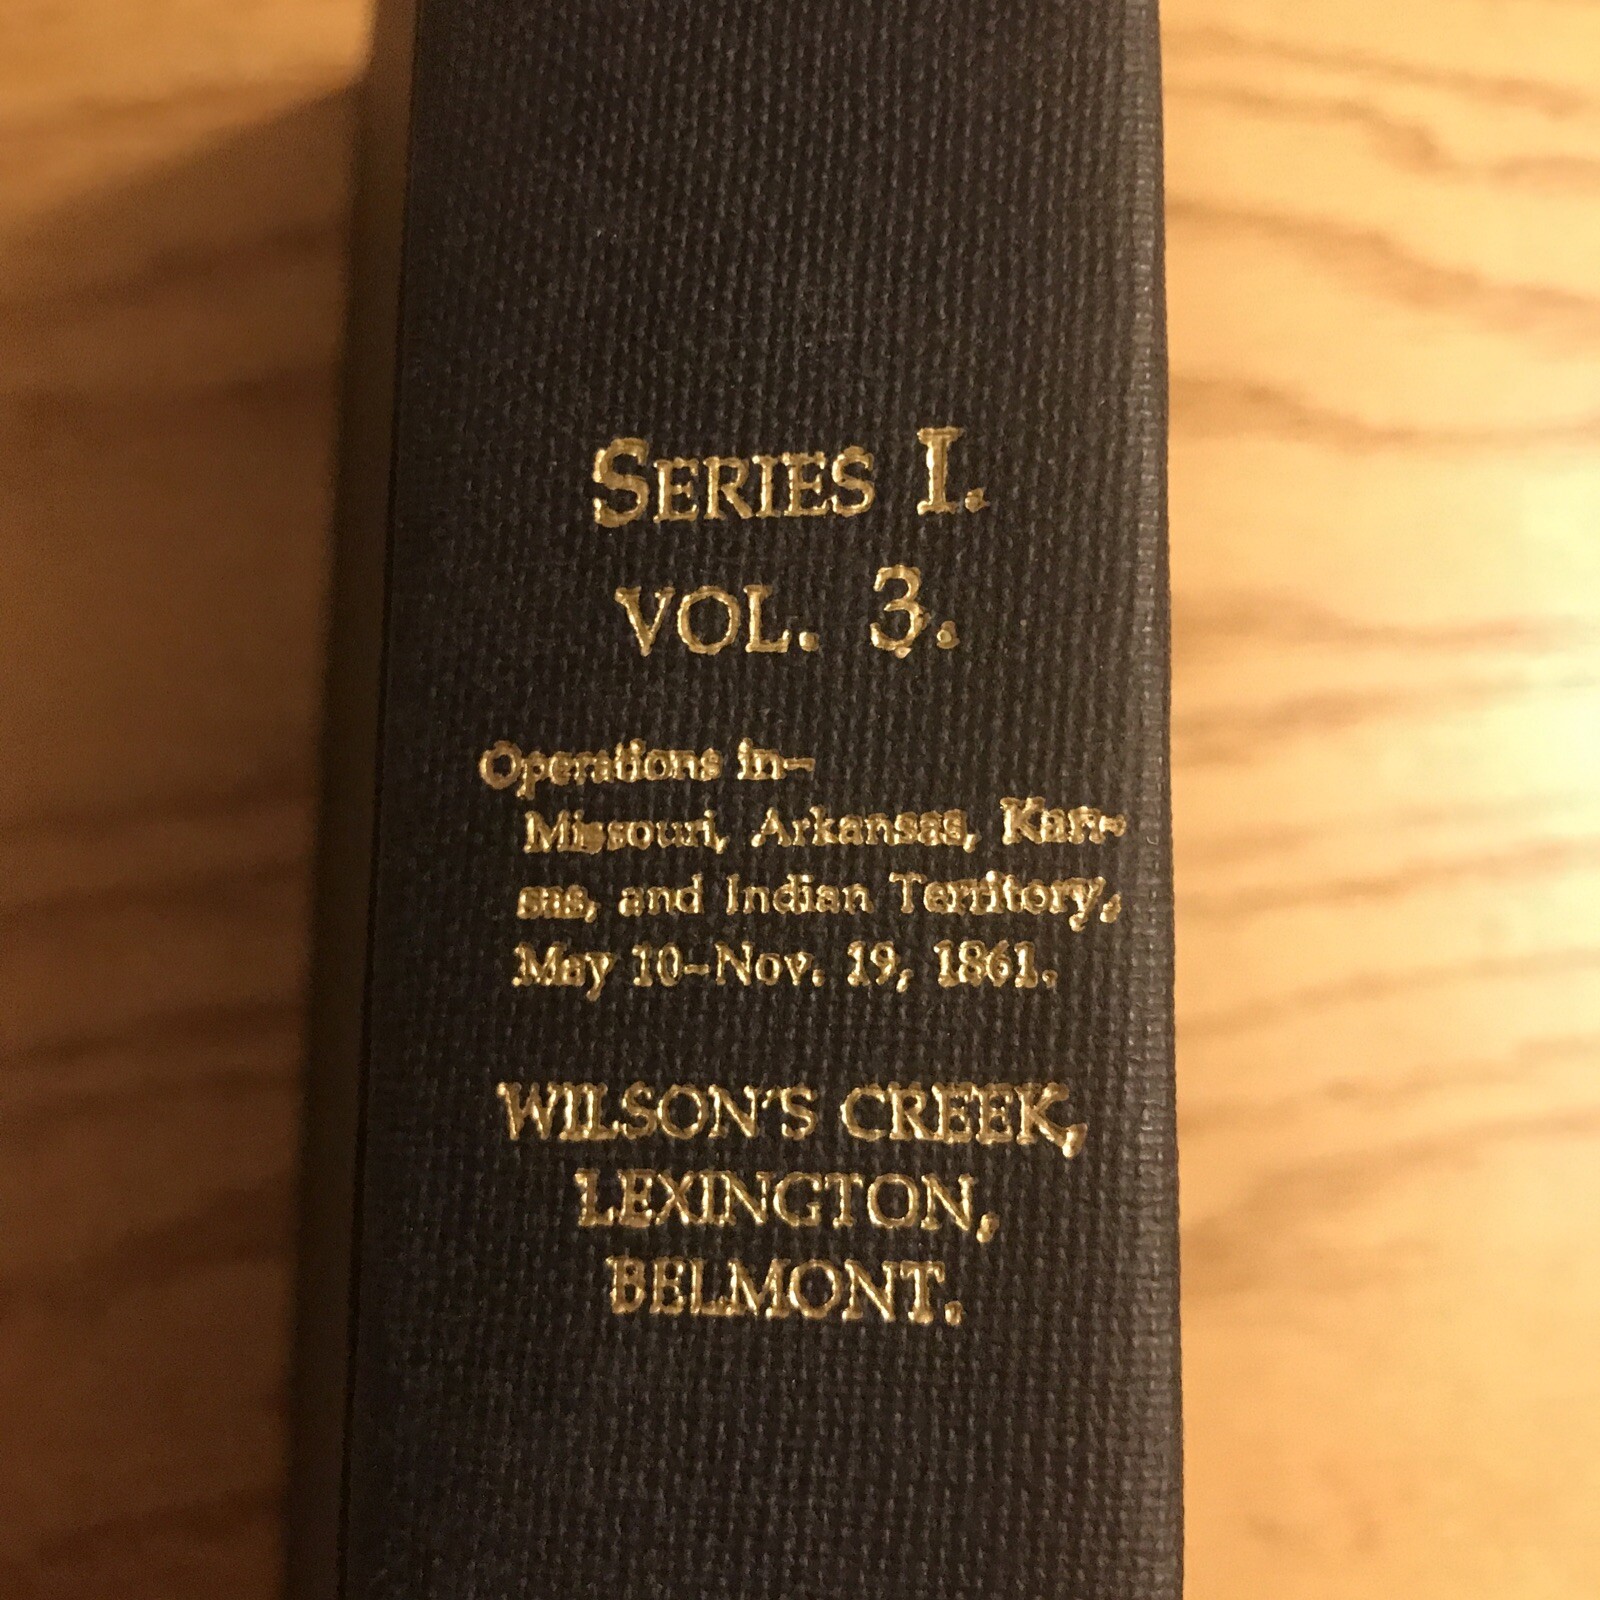 SERIES I.
VOL. 3.
Operations in—
Missouri, Arkansas, Kan-
sas, and Indian Territory,
May 10–Nov. 19, 1861.
WILSON'S CREEK,
LEXINGTON,
BELMONT.